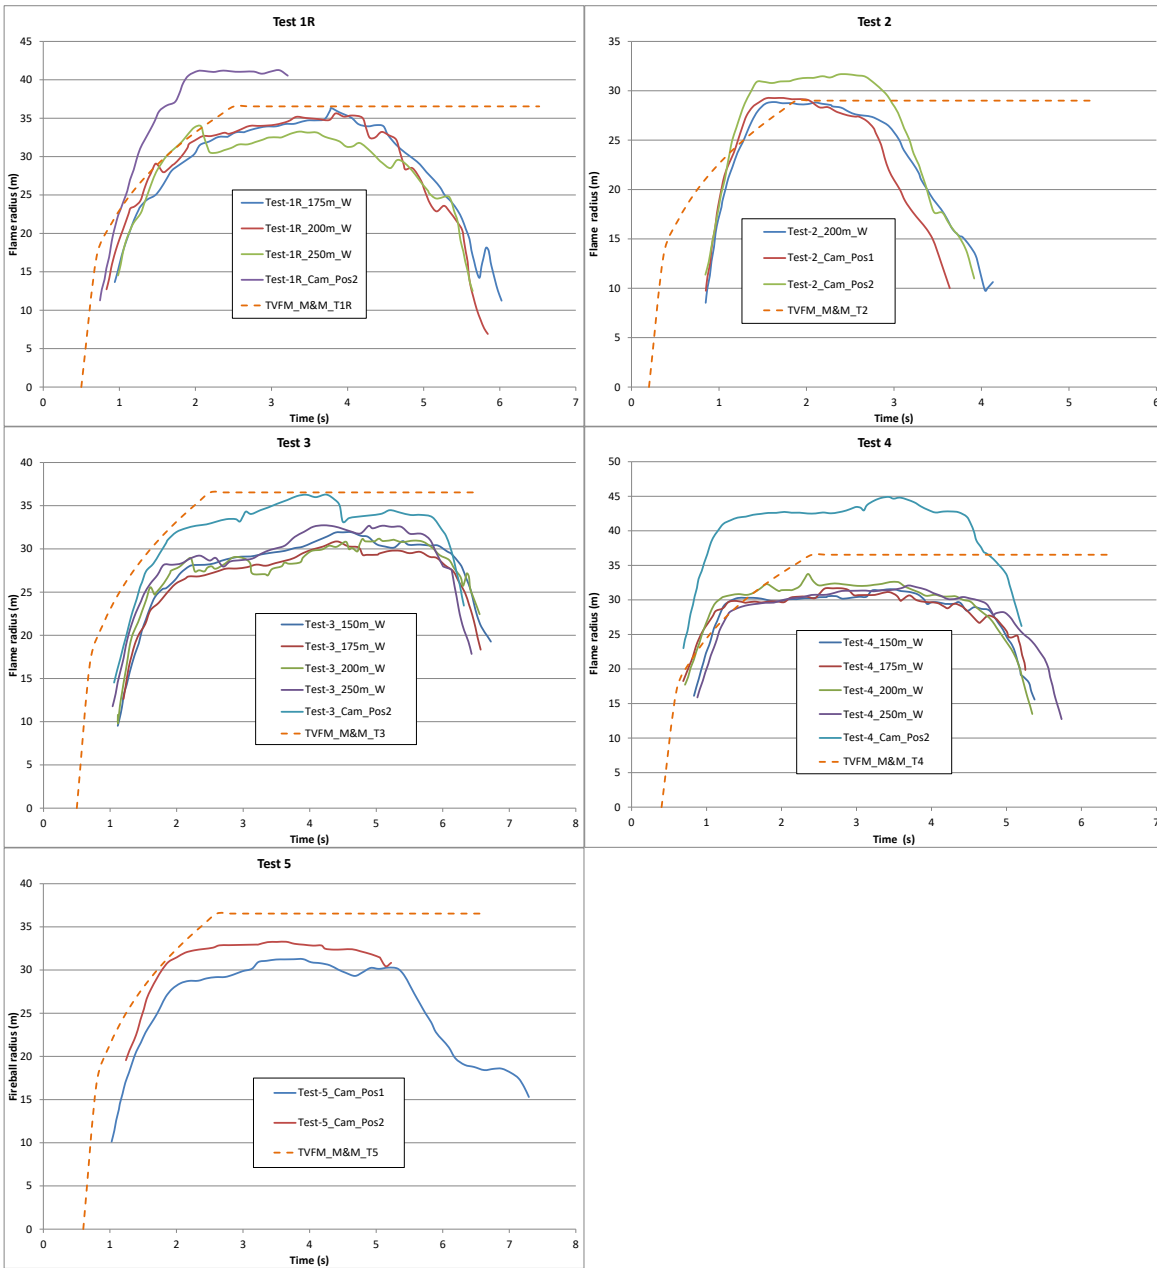 Test 1R
45
40
35
30
25
20
15
10
5
0
Flame radius (m)
0 1 2 3 4 5 6 7
Time (s)
Test-1R_175m_W
Test-1R_200m_W
Test-1R_250m_W
Test-1R_Cam_Pos2
TVFM_M&M_T1R
Test 2
35
30
25
20
15
10
5
0
Flame radius (m)
0 1 2 3 4 5 6
Time (s)
Test-2_200m_W
Test-2_Cam_Pos1
Test-2_Cam_Pos2
TVFM_M&M_T2
Test 3
40
35
30
25
20
15
10
5
0
Flame radius (m)
0 1 2 3 4 5 6 7 8
Time (s)
Test-3_150m_W
Test-3_175m_W
Test-3_200m_W
Test-3_250m_W
Test-3_Cam_Pos2
TVFM_M&M_T3
Test 4
50
45
40
35
30
25
20
15
10
5
0
Flame radius (m)
0 1 2 3 4 5 6 7
Time (s)
Test-4_150m_W
Test-4_175m_W
Test-4_200m_W
Test-4_250m_W
Test-4_Cam_Pos2
TVFM_M&M_T4
Test 5
40
35
30
25
20
15
10
5
0
Fireball radius (m)
0 1 2 3 4 5 6 7 8
Time (s)
Test-5_Cam_Pos1
Test-5_Cam_Pos2
TVFM_M&M_T5